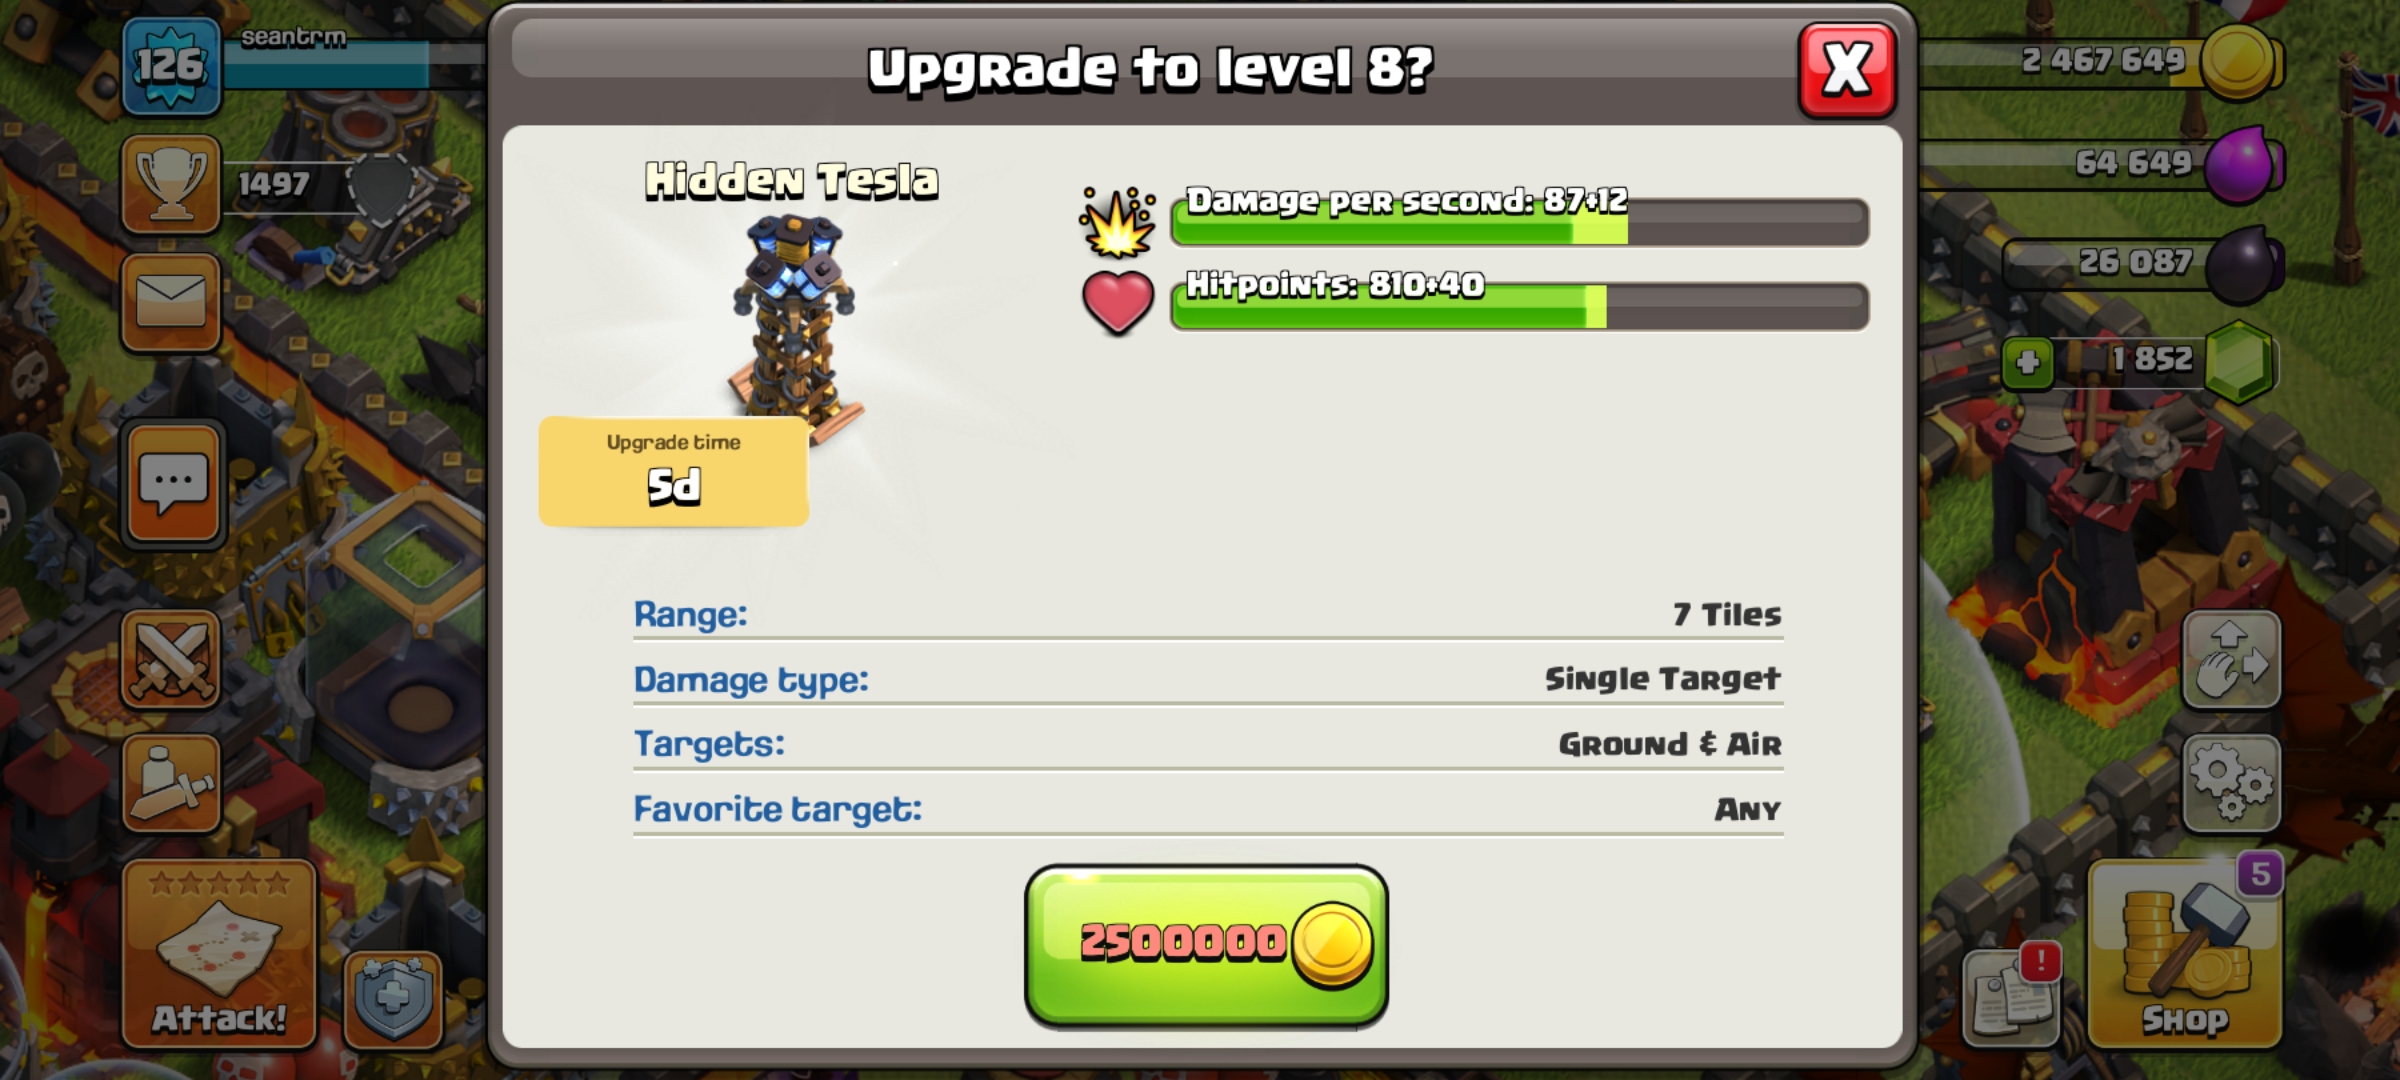 126
seantrm
1497
Attack!
Upgrade to level 8?
X
Hidden Tesla
Upgrade time
5d
Damage per second: 87+12
Hitpoints: 810+40
Range: 7 Tiles
Damage type: Single Target
Targets: Ground & Air
Favorite target: Any
2500000
2 467 649
64 649
26 087
1 852
5
!
Shop